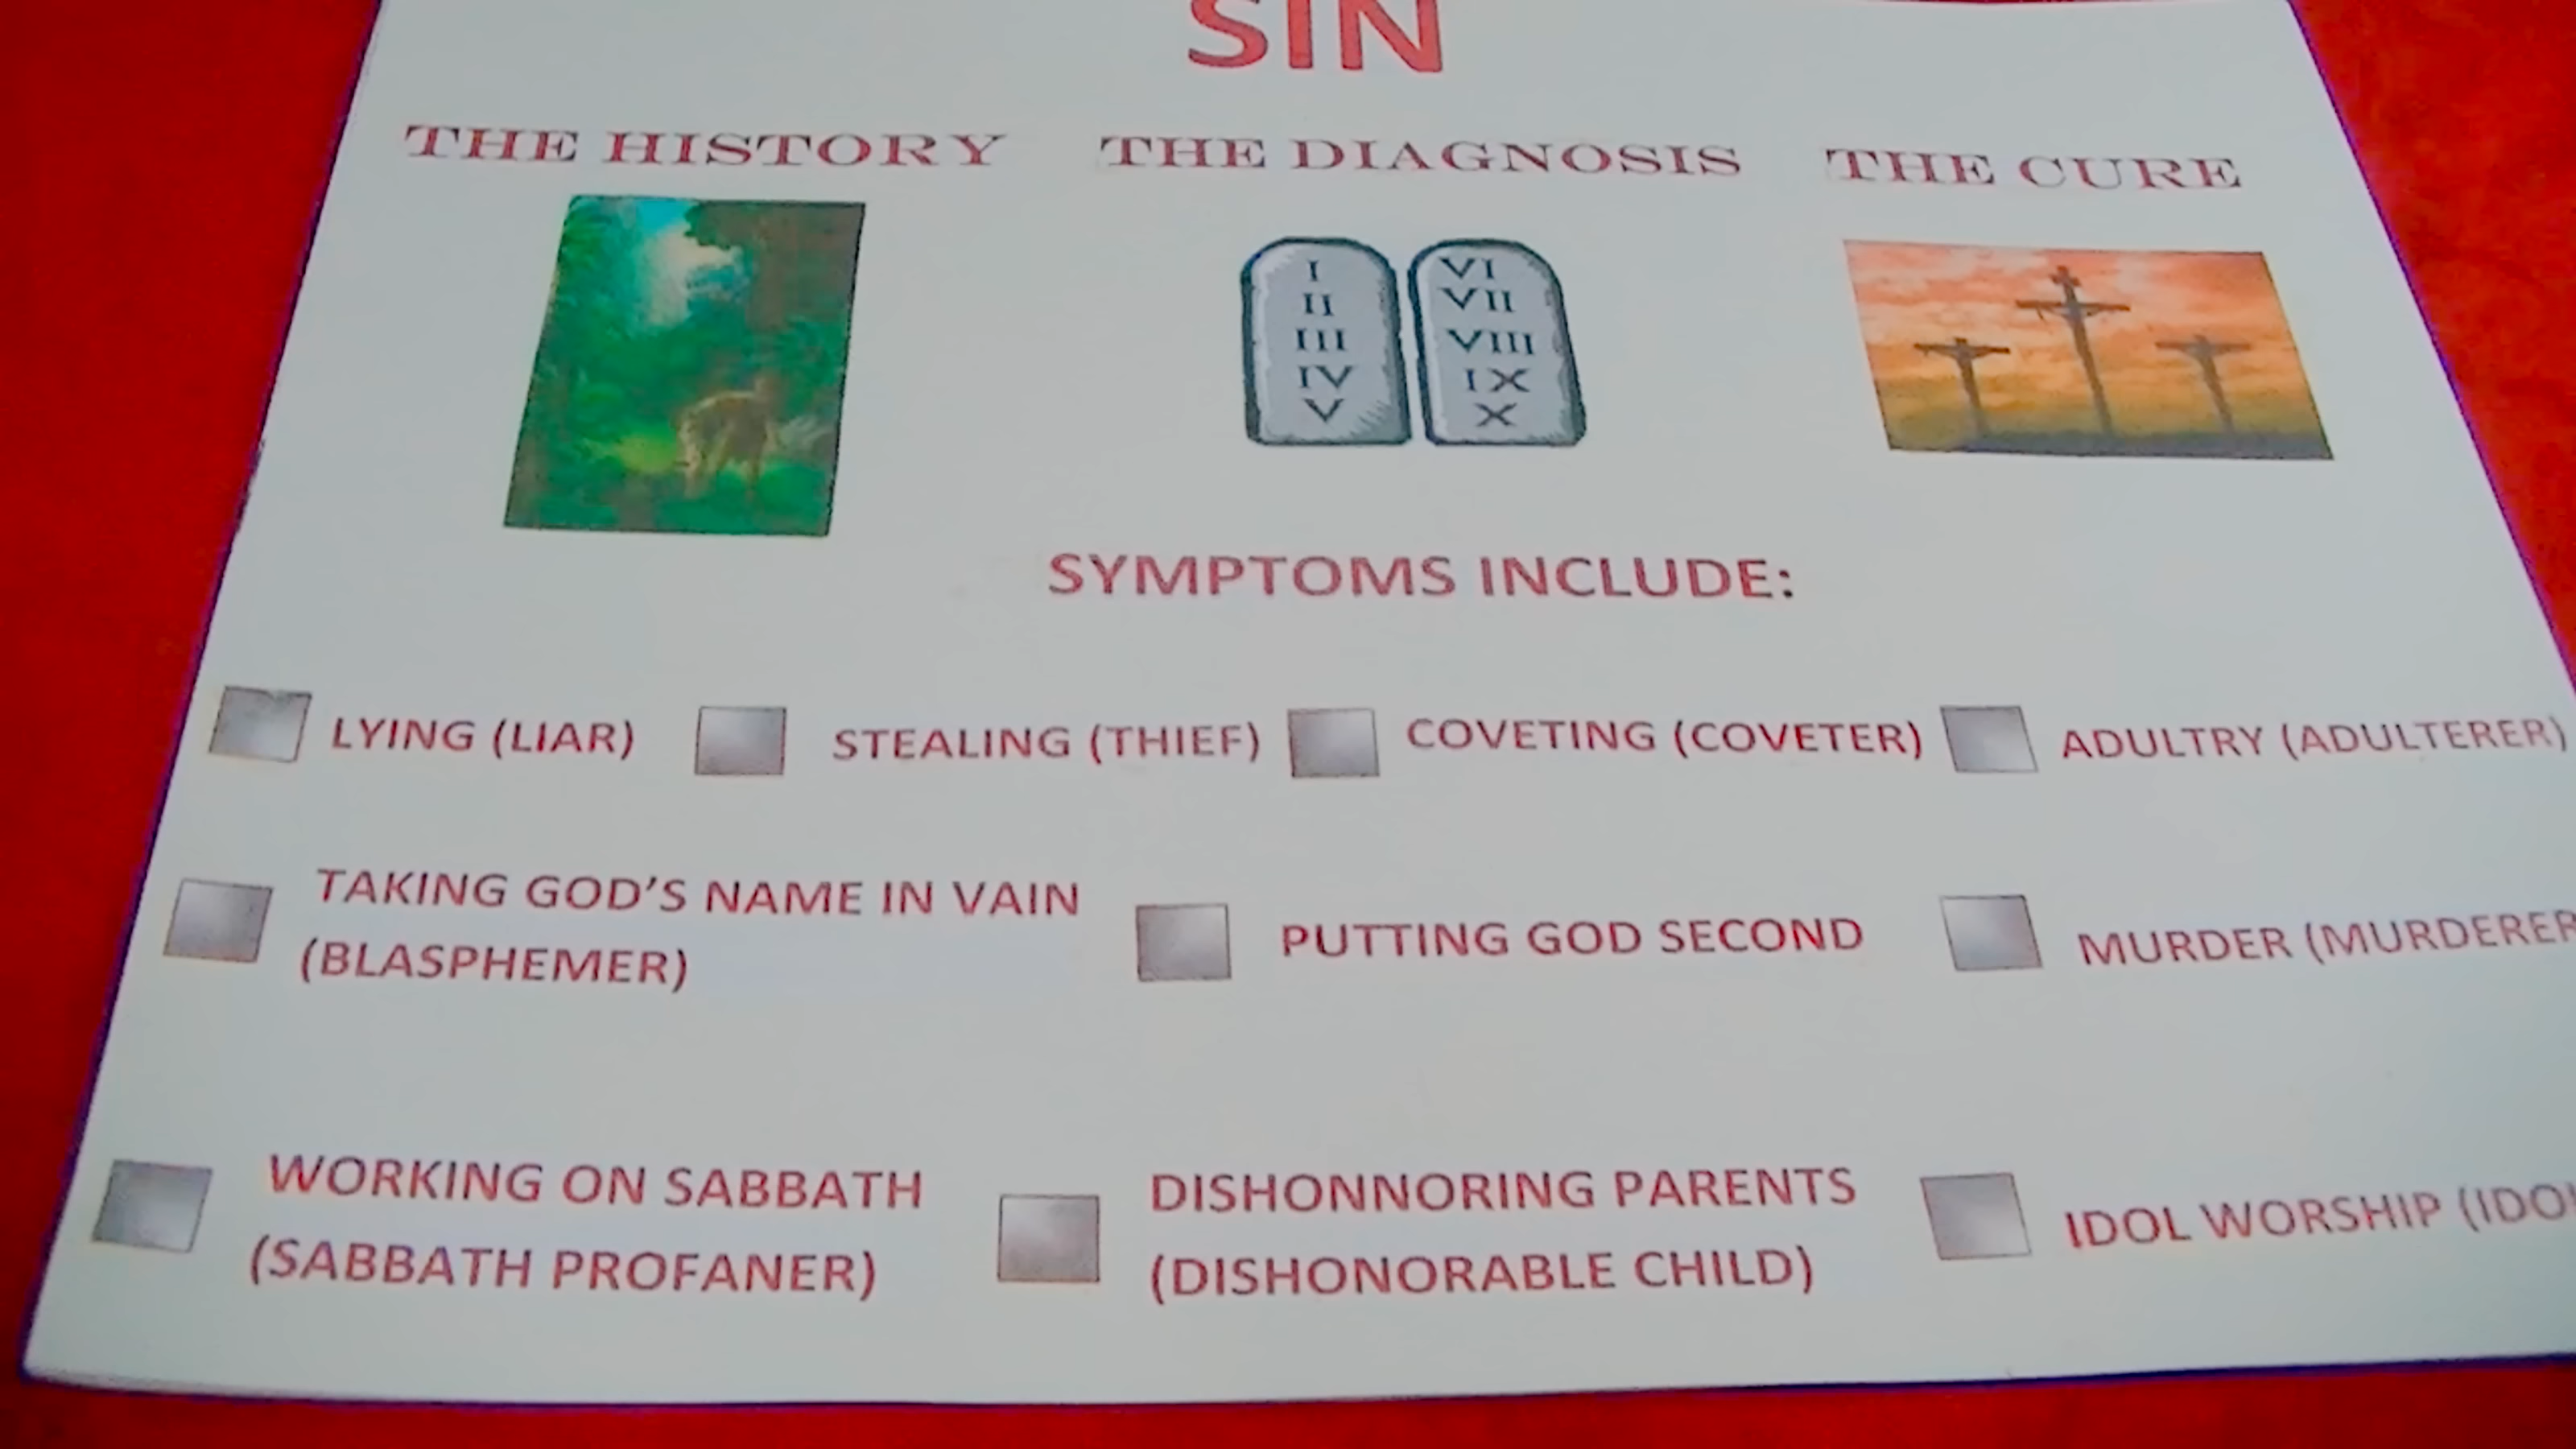 SIN
THE HISTORY THE DIAGNOSIS THE CURE
I VI
II VII
III VIII
IV IX
V X
SYMPTOMS INCLUDE:
LYING (LIAR) STEALING (THIEF) COVETING (COVETER) ADULTRY (ADULTERER)
TAKING GOD'S NAME IN VAIN
(BLASPHEMER) PUTTING GOD SECOND MURDER (MURDERER
WORKING ON SABBATH DISHONNORING PARENTS IDOL WORSHIP (IDOL
(SABBATH PROFANER) (DISHONORABLE CHILD)